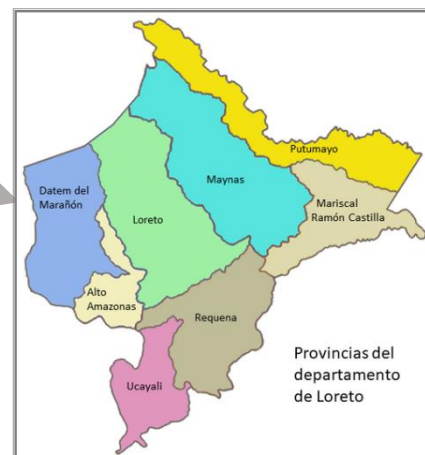 Putumayo
Maynas
Datem del
Marañón
Mariscal
Ramón Castilla
Loreto
Alto
Amazonas
Requena
Ucayali
Provincias del
departamento
de Loreto